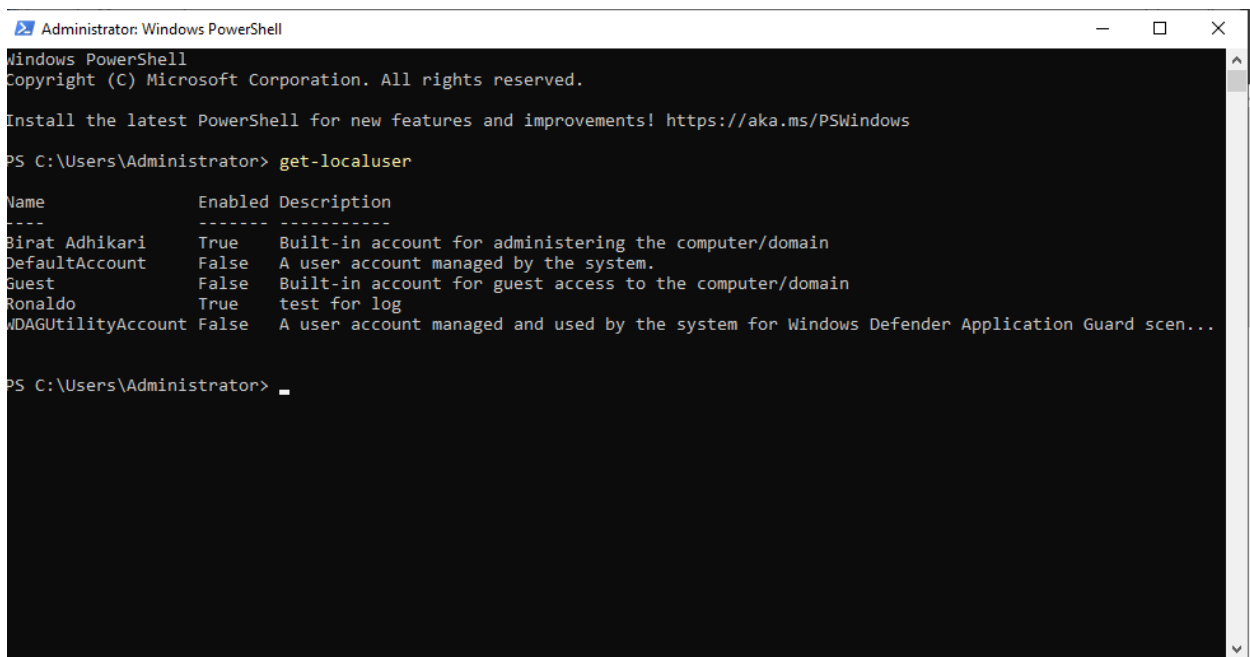 Administrator: Windows PowerShell
Windows PowerShell
Copyright (C) Microsoft Corporation. All rights reserved.
Install the latest PowerShell for new features and improvements! https://aka.ms/PSWindows
PS C:\Users\Administrator> get-localuser
Name Enabled Description
---- ------- -----------
Birat Adhikari True Built-in account for administering the computer/domain
DefaultAccount False A user account managed by the system.
Guest False Built-in account for guest access to the computer/domain
Ronaldo True test for log
WDAGUtilityAccount False A user account managed and used by the system for Windows Defender Application Guard scen...
PS C:\Users\Administrator>